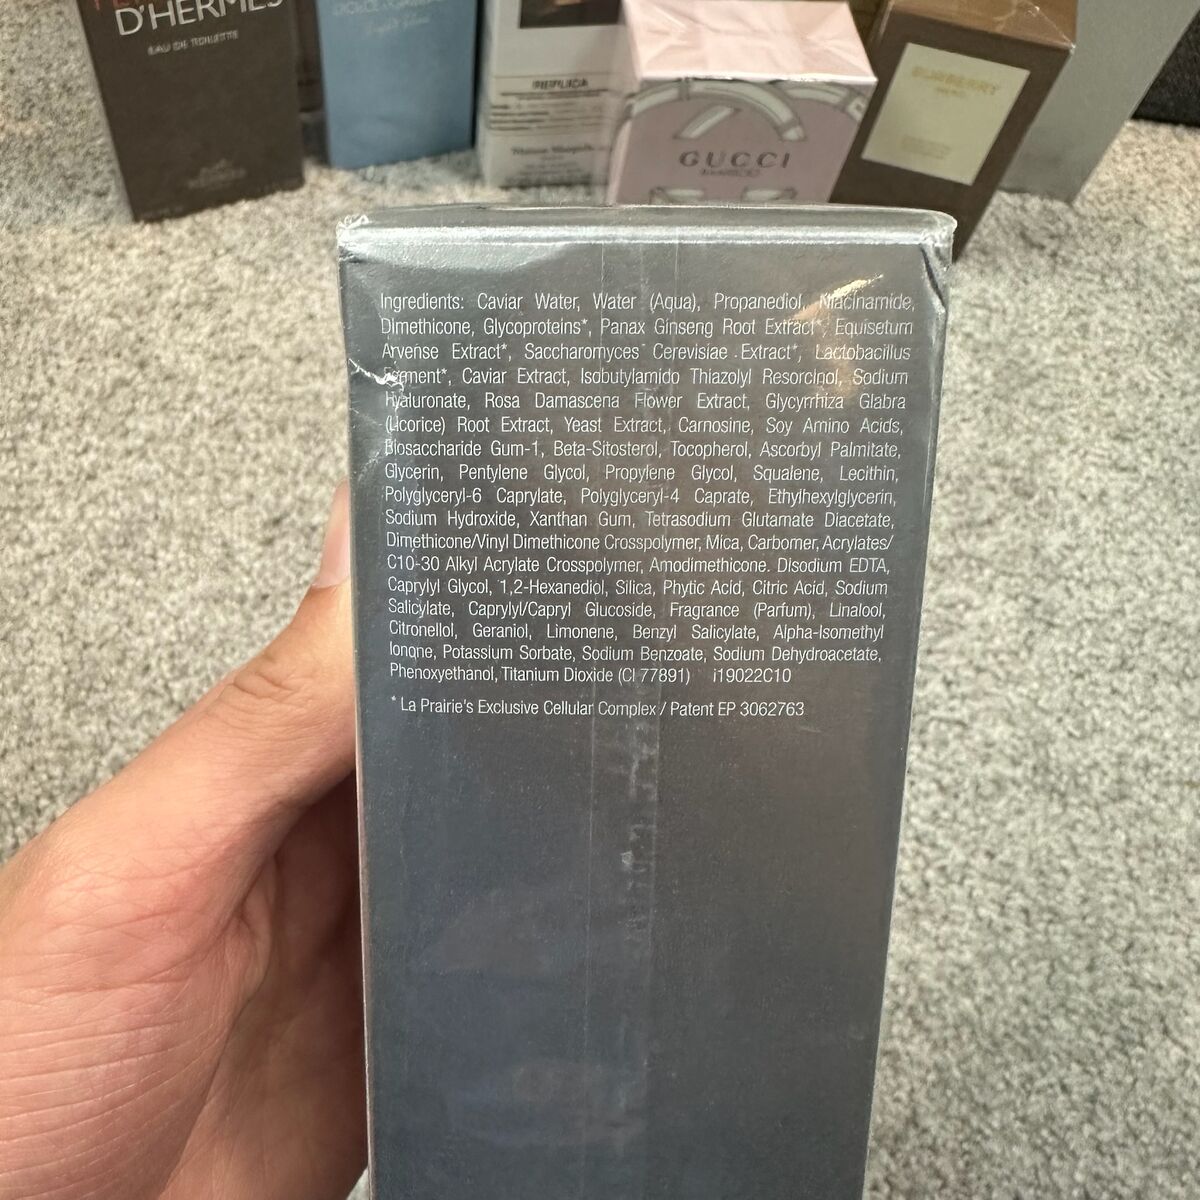 D'HERMÈS
EAU DE TOILETTE
REPLICA
GUCCI
BAMBOO
BURBERRY
HERO
Ingredients: Caviar Water, Water (Aqua), Propanediol, Niacinamide,
Dimethicone, Glycoproteins*, Panax Ginseng Root Extract*, Equisetum
Arvense Extract*, Saccharomyces Cerevisiae Extract*, Lactobacillus
Ferment*, Caviar Extract, Isobutylamido Thiazolyl Resorcinol, Sodium
Hyaluronate, Rosa Damascena Flower Extract, Glycyrrhiza Glabra
(Licorice) Root Extract, Yeast Extract, Carnosine, Soy Amino Acids,
Biosaccharide Gum-1, Beta-Sitosterol, Tocopherol, Ascorbyl Palmitate,
Glycerin, Pentylene Glycol, Propylene Glycol, Squalene, Lecithin,
Polyglyceryl-6 Caprylate, Polyglyceryl-4 Caprate, Ethylhexylglycerin,
Sodium Hydroxide, Xanthan Gum, Tetrasodium Glutamate Diacetate,
Dimethicone/Vinyl Dimethicone Crosspolymer, Mica, Carbomer, Acrylates/
C10-30 Alkyl Acrylate Crosspolymer, Amodimethicone. Disodium EDTA,
Caprylyl Glycol, 1,2-Hexanediol, Silica, Phytic Acid, Citric Acid, Sodium
Salicylate, Caprylyl/Capryl Glucoside, Fragrance (Parfum), Linalool,
Citronellol, Geraniol, Limonene, Benzyl Salicylate, Alpha-Isomethyl
Ionone, Potassium Sorbate, Sodium Benzoate, Sodium Dehydroacetate,
Phenoxyethanol, Titanium Dioxide (CI 77891) i19022C10
* La Prairie's Exclusive Cellular Complex / Patent EP 3062763